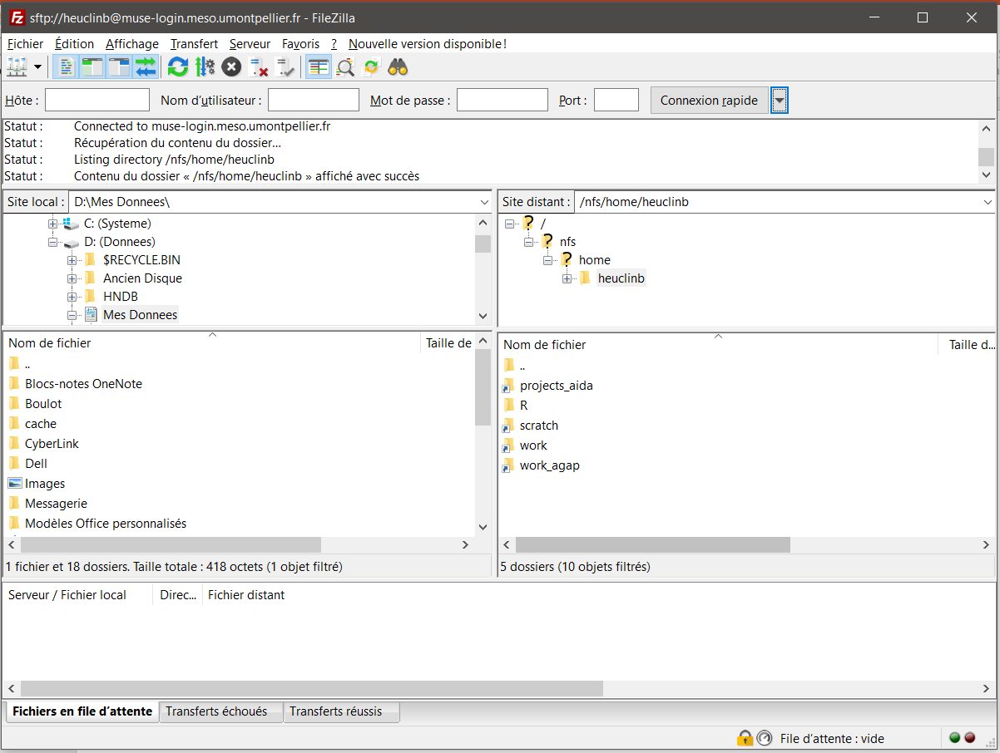 sftp://heuclinb@muse-login.meso.umontpellier.fr - FileZilla
Fichier Édition Affichage Transfert Serveur Favoris ? Nouvelle version disponible !
Hôte : Nom d'utilisateur : Mot de passe : Port : Connexion rapide
Statut : Connected to muse-login.meso.umontpellier.fr
Statut : Récupération du contenu du dossier...
Statut : Listing directory /nfs/home/heuclinb
Statut : Contenu du dossier « /nfs/home/heuclinb » affiché avec succès
Site local : D:\Mes Donnees\
C: (Systeme)
D: (Donnees)
$RECYCLE.BIN
Ancien Disque
HNDB
Mes Donnees
Site distant : /nfs/home/heuclinb
/
nfs
home
heuclinb
Nom de fichier Taille de
..
Blocs-notes OneNote
Boulot
cache
CyberLink
Dell
Images
Messagerie
Modèles Office personnalisés
1 fichier et 18 dossiers. Taille totale : 418 octets (1 objet filtré)
Nom de fichier Taille d...
..
projects_aida
R
scratch
work
work_agap
5 dossiers (10 objets filtrés)
Serveur / Fichier local Direc... Fichier distant
Fichiers en file d'attente Transferts échoués Transferts réussis
File d'attente : vide